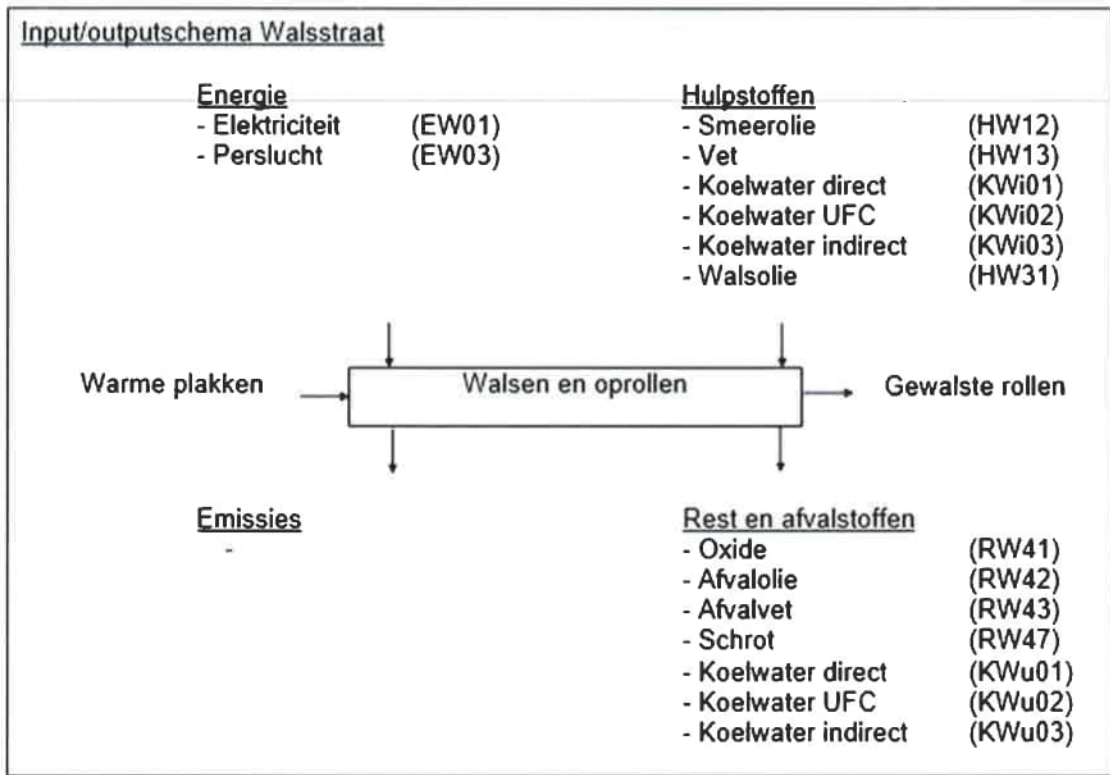 Input/outputschema Walsstraat
Energie
- Elektriciteit (EW01)
- Perslucht (EW03)
Hulpstoffen
- Smeerolie (HW12)
- Vet (HW13)
- Koelwater direct (KWi01)
- Koelwater UFC (KWi02)
- Koelwater indirect (KWi03)
- Walsolie (HW31)
Warme plakken
Walsen en oprollen
Gewalste rollen
Emissies
-
Rest en afvalstoffen
- Oxide (RW41)
- Afvalolie (RW42)
- Afvalvet (RW43)
- Schrot (RW47)
- Koelwater direct (KWu01)
- Koelwater UFC (KWu02)
- Koelwater indirect (KWu03)